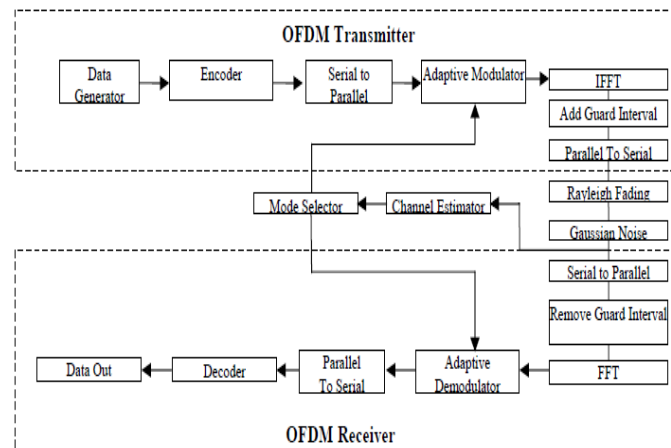 OFDM Transmitter
Data
Generator
Encoder
Serial to
Parallel
Adaptive Modulator
IFFT
Add Guard Interval
Parallel To Serial
Mode Selector
Channel Estimator
Rayleigh Fading
Gaussian Noise
Serial to Parallel
Remove Guard Interval
FFT
Data Out
Decoder
Parallel
To Serial
Adaptive
Demodulator
OFDM Receiver